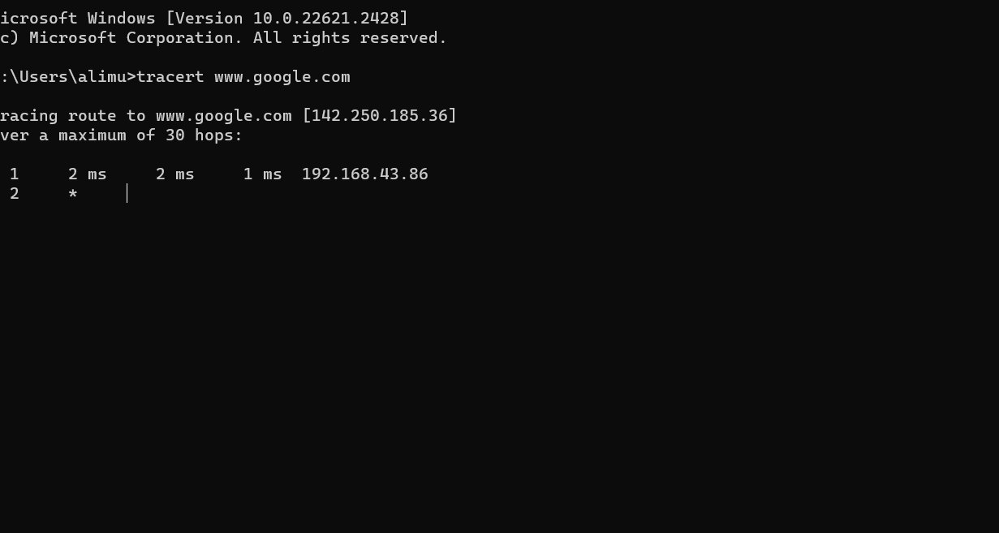 icrosoft Windows [Version 10.0.22621.2428]
c) Microsoft Corporation. All rights reserved.
:\Users\alimu>tracert www.google.com
racing route to www.google.com [142.250.185.36]
ver a maximum of 30 hops:
1 2 ms 2 ms 1 ms 192.168.43.86
2 *